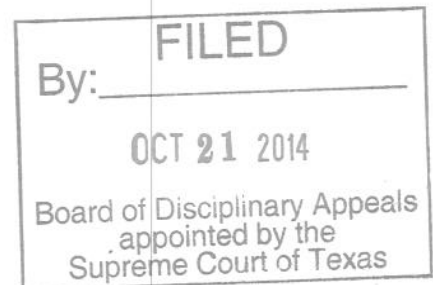 FILED
By:
OCT 21 2014
Board of Disciplinary Appeals
appointed by the
Supreme Court of Texas